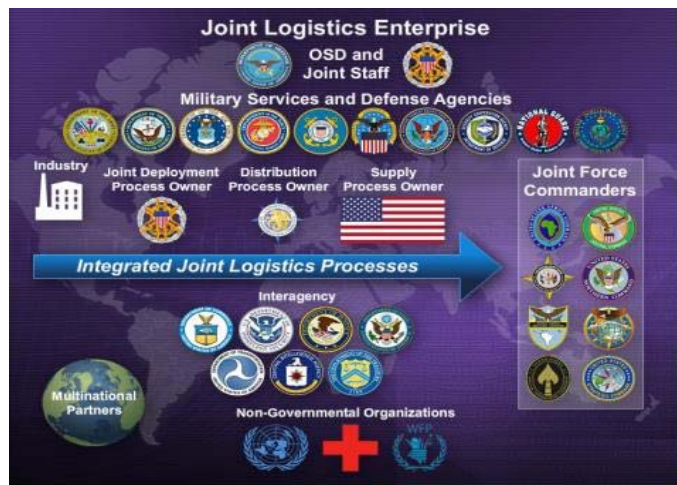 Joint Logistics Enterprise
OSD and
Joint Staff
Military Services and Defense Agencies
Industry
Joint Deployment
Process Owner
Distribution
Process Owner
Supply
Process Owner
Joint Force
Commanders
Integrated Joint Logistics Processes
Interagency
Multinational
Partners
Non-Governmental Organizations
WFP